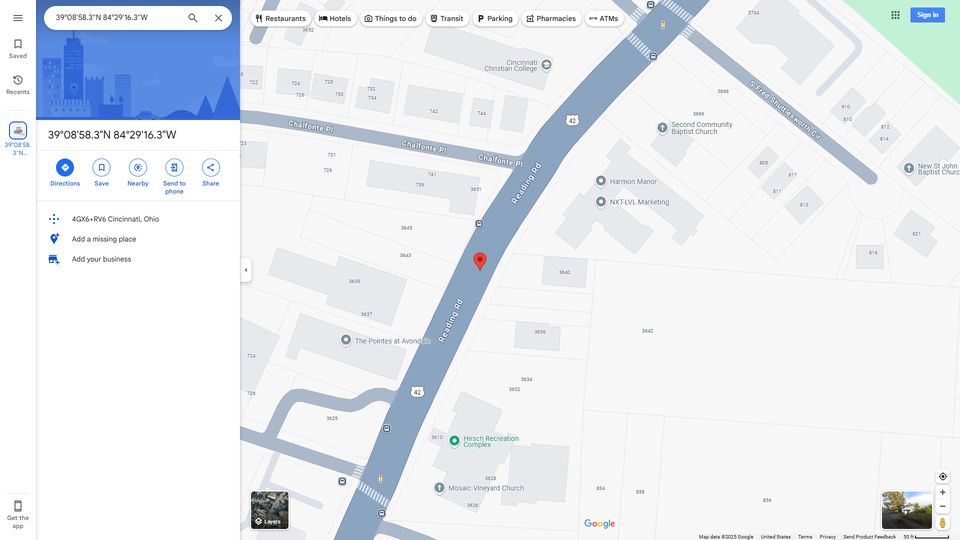 39°08'58.3"N 84°29'16.3"W
Restaurants
Hotels
Things to do
Transit
Parking
Pharmacies
ATMs
Sign in
Saved
Recents
39°08'58.
3"N...
Get the
app
39°08'58.3"N 84°29'16.3"W
Directions
Save
Nearby
Send to
phone
Share
4GX6+RV6 Cincinnati, Ohio
Add a missing place
Add your business
3652
Cincinnati
Christian College
722
724
726
728
730
732
734
742
744
Chalfonte Pl
Chalfonte Pl
Chalfonte Pl
731
729
741
739
3651
3645
3643
3639
3637
The Pointes at Avondale
724
726
3629
Reading Rd
Reading Rd
42
42
3668
Second Community
Baptist Church
S Fred Shuttlesworth Cir
810
810
812
814
809
811
811
813
New St John
Baptist Church
821
819
Harmon Manor
NXT-LVL Marketing
3640
3636
3642
3634
3632
3610
Hirsch Recreation
Complex
3628
Mosaic Vineyard Church
3626
834
838
856
Layers
Google
Map data ©2025 Google
United States
Terms
Privacy
Send Product Feedback
50 ft